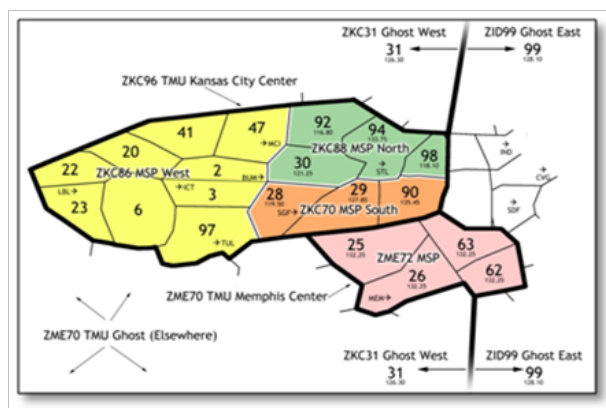 ZKC31 Ghost West
ZID99 Ghost East
31
99
126.30
128.10
ZKC96 TMU Kansas City Center
92
116.80
94
133.75
47
MCI
41
ZKC88 MSP North
20
98
118.10
IND
30
121.25
STL
22
ZKC86 MSP West
2
BUM
CVG
LBL
ICT
28
119.50
29
127.85
90
135.45
23
6
3
SGF
ZKC70 MSP South
SDF
97
TUL
25
132.25
63
132.25
ZME72 MSP
26
132.25
62
132.25
ZME70 TMU Memphis Center
MEM
ZME70 TMU Ghost (Elsewhere)
ZKC31 Ghost West
ZID99 Ghost East
31
99
126.30
128.10